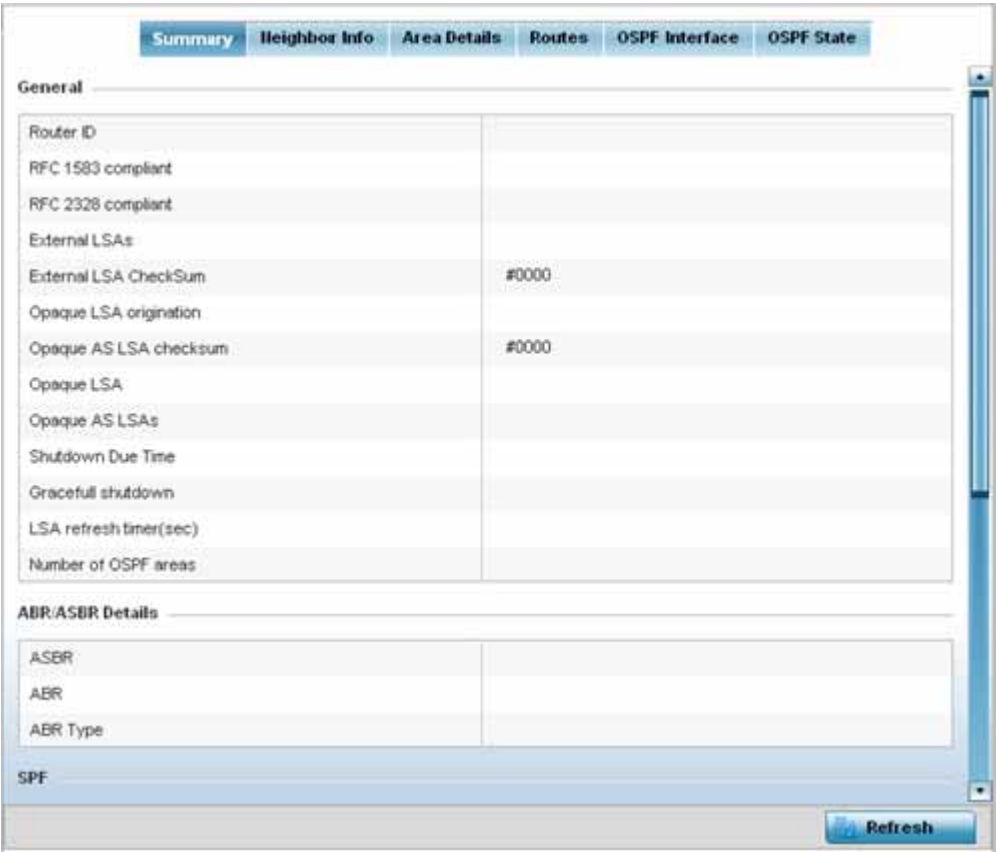 Summary Neighbor Info Area Details Routes OSPF Interface OSPF State
General
Router ID
RFC 1583 compliant
RFC 2328 compliant
External LSAs
External LSA CheckSum #0000
Opaque LSA origination
Opaque AS LSA checksum #0000
Opaque LSA
Opaque AS LSAs
Shutdown Due Time
Gracefull shutdown
LSA refresh timer(sec)
Number of OSPF areas
ABR/ASBR Details
ASBR
ABR
ABR Type
SPF
Refresh